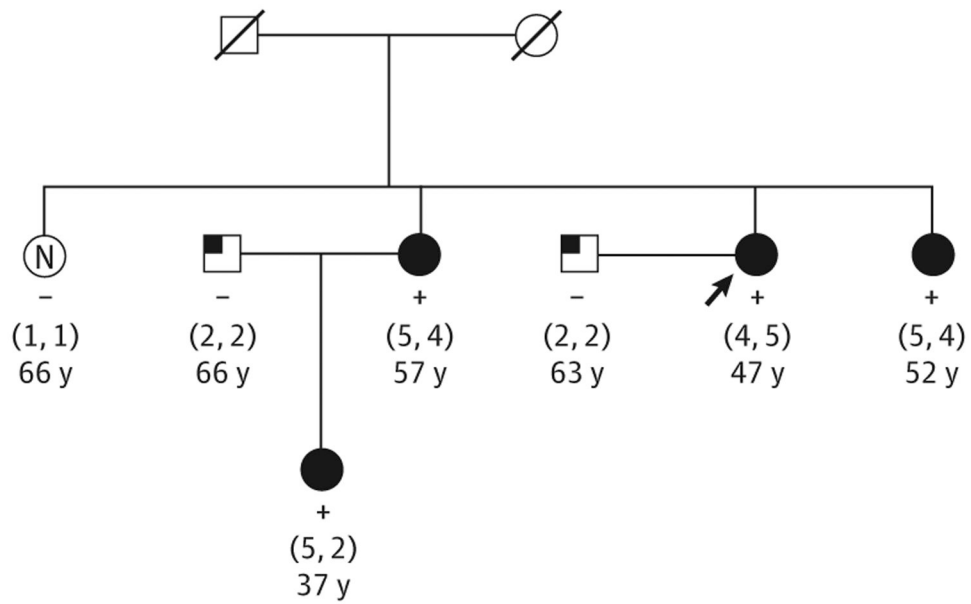 N
− − + − + +
(1, 1) (2, 2) (5, 4) (2, 2) (4, 5) (5, 4)
66 y 66 y 57 y 63 y 47 y 52 y
+
(5, 2)
37 y